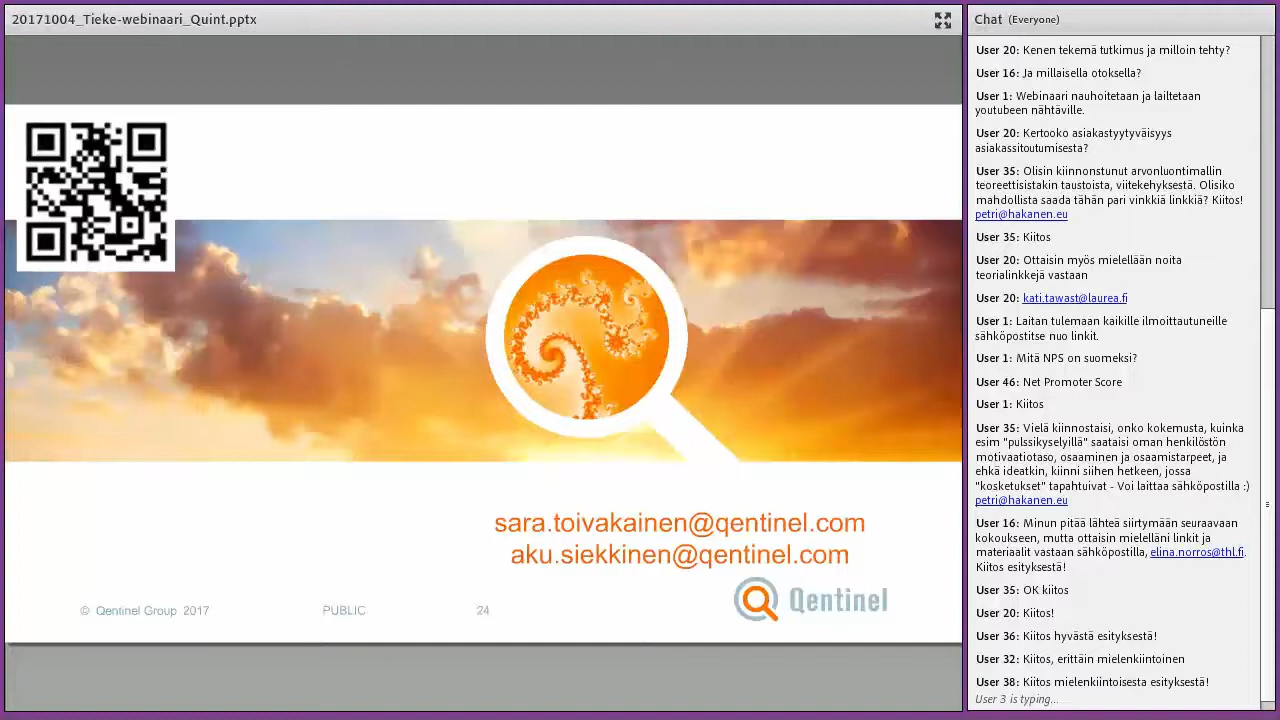 20171004_Tieke-webinaari_Quint.pptx
sara.toivakainen@qentinel.com
aku.siekkinen@qentinel.com
© Qentinel Group 2017
PUBLIC
24
Qentinel
Chat (Everyone)
User 20: Kenen tekemä tutkimus ja milloin tehty?
User 16: Ja millaisella otoksella?
User 1: Webinaari nauhoitetaan ja lailtetaan
youtubeen nähtäville.
User 20: Kertooko asiakastyytyväisyys
asiakassitoutumisesta?
User 35: Olisin kiinnonstunut arvonluontimallin
teoreettisistakin taustoista, viitekehyksestä. Olisiko
mahdollista saada tähän pari vinkkiä linkkiä? Kiitos!
petri@hakanen.eu
User 35: Kiitos
User 20: Ottaisin myös mielellään noita
teorialinkkejä vastaan
User 20: kati.tawast@laurea.fi
User 1: Laitan tulemaan kaikille ilmoittautuneille
sähköpostitse nuo linkit.
User 1: Mitä NPS on suomeksi?
User 46: Net Promoter Score
User 1: Kiitos
User 35: Vielä kiinnostaisi, onko kokemusta, kuinka
esim "pulssikyselyillä" saataisi oman henkilöstön
motivaatiotaso, osaaminen ja osaamistarpeet, ja
ehkä ideatkin, kiinni siihen hetkeen, jossa
"kosketukset" tapahtuivat - Voi laittaa sähköpostilla :)
petri@hakanen.eu
User 16: Minun pitää lähteä siirtymään seuraavaan
kokoukseen, mutta ottaisin mielelläni linkit ja
materiaalit vastaan sähköpostilla, elina.norros@thl.fi.
Kiitos esityksestä!
User 35: OK kiitos
User 20: Kiitos!
User 36: Kiitos hyvästä esityksestä!
User 32: Kiitos, erittäin mielenkiintoinen
User 38: Kiitos mielenkiintoisesta esityksestä!
User 3 is typing...